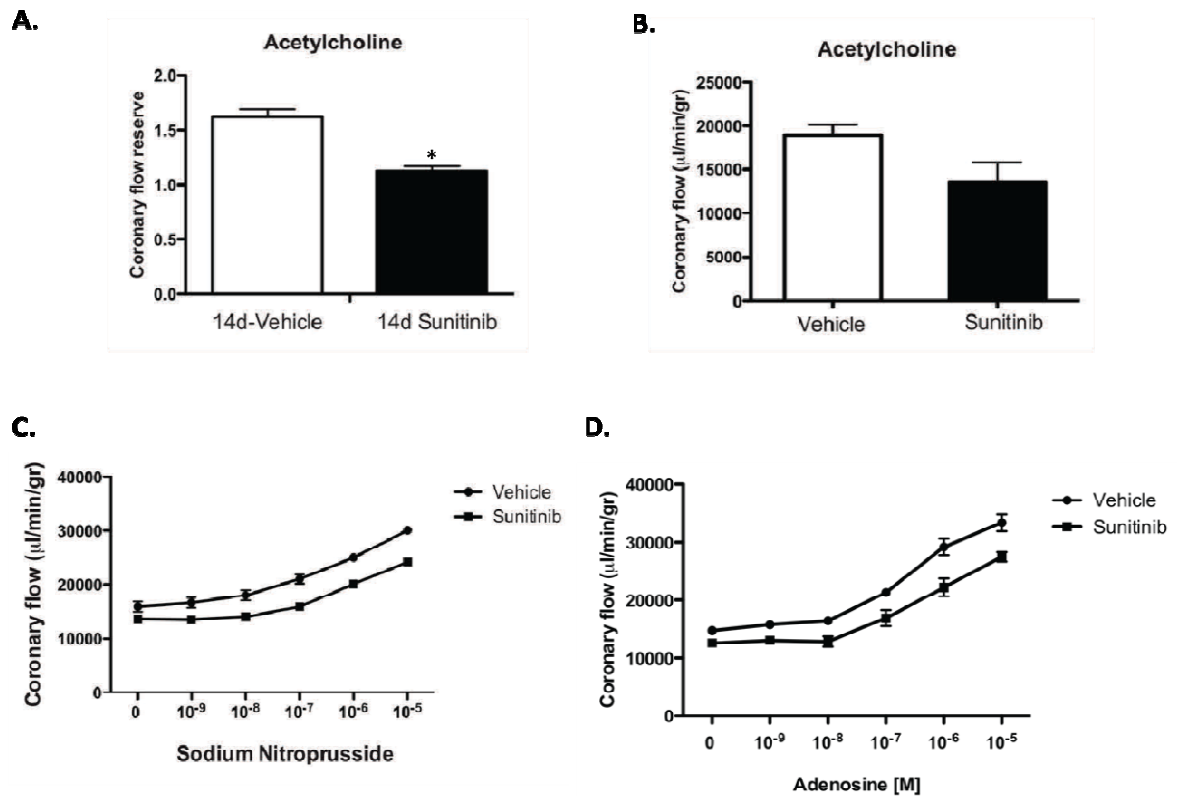 A.
Acetylcholine
Coronary flow reserve
2.0
1.5
1.0
0.5
0.0
*
14d-Vehicle
14d Sunitinib
B.
Acetylcholine
Coronary flow (μl/min/gr)
25000
20000
15000
10000
5000
0
Vehicle
Sunitinib
C.
Coronary flow (μl/min/gr)
40000
30000
20000
10000
0
0 10⁻⁹ 10⁻⁸ 10⁻⁷ 10⁻⁶ 10⁻⁵
Sodium Nitroprusside
Vehicle
Sunitinib
D.
Coronary flow (μl/min/gr)
40000
30000
20000
10000
0
0 10⁻⁹ 10⁻⁸ 10⁻⁷ 10⁻⁶ 10⁻⁵
Adenosine [M]
Vehicle
Sunitinib